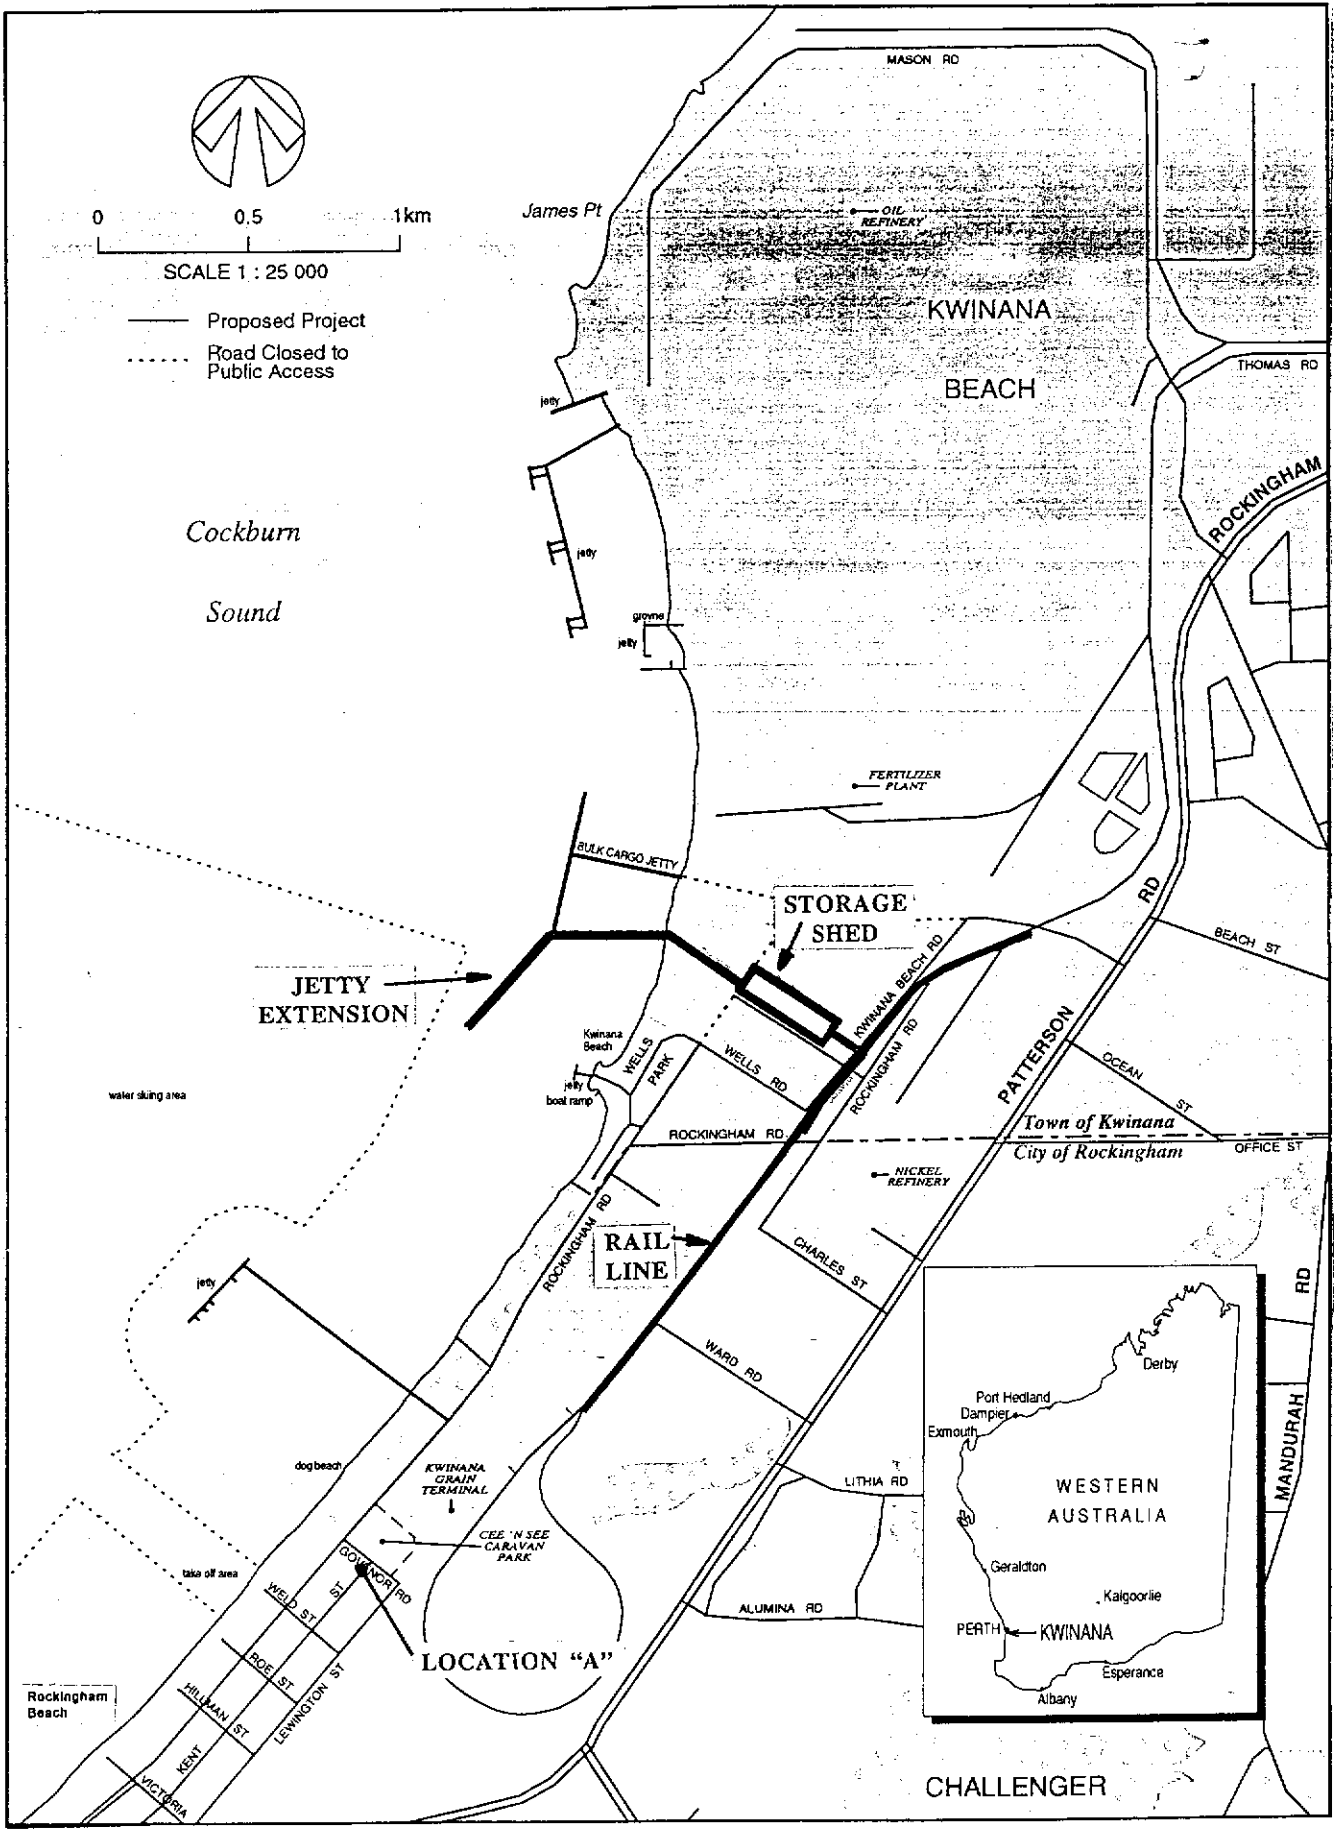 MASON RD
0 0.5 1km
SCALE 1 : 25 000
Proposed Project
Road Closed to
Public Access
James Pt
OIL
REFINERY
KWINANA
BEACH
THOMAS RD
ROCKINGHAM
jetty
Cockburn
Sound
jetty
groyne
jetty
FERTILIZER
PLANT
BULK CARGO JETTY
STORAGE
SHED
RD
BEACH ST
KWINANA BEACH RD
JETTY
EXTENSION
Kwinana
Beach
WELLS
PARK
WELLS RD
ROCKINGHAM RD
PATTERSON
OCEAN
ST
jetty
boat ramp
water skiing area
ROCKINGHAM RD
Town of Kwinana
City of Rockingham
OFFICE ST
NICKEL
REFINERY
ROCKINGHAM RD
RAIL
LINE
CHARLES ST
jetty
WARD RD
RD
MANDURAH
Derby
Port Hedland
Dampier
Exmouth
WESTERN
AUSTRALIA
Geraldton
Kalgoorlie
PERTH
KWINANA
Esperance
Albany
dog beach
KWINANA
GRAIN
TERMINAL
LITHIA RD
CEE 'N SEE
CARAVAN
PARK
take off area
GOVANOR RD
WELD ST
ST
ALUMINA RD
LOCATION "A"
ROE ST
HILLMAN ST
LEWINGTON ST
Rockingham
Beach
KENT
VICTORIA
CHALLENGER